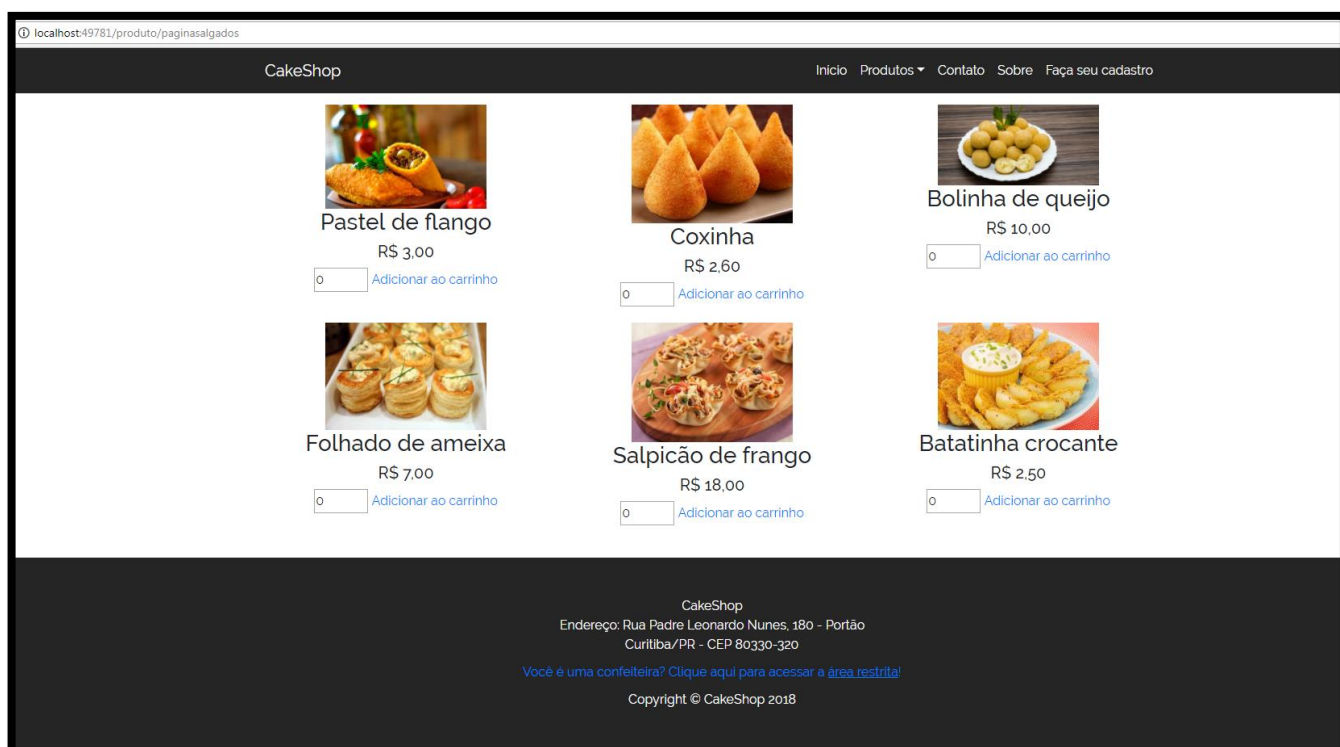 localhost:49781/produto/paginasalgados
CakeShop
Inicio Produtos Contato Sobre Faça seu cadastro
Pastel de flango
R$ 3,00
0 Adicionar ao carrinho
Coxinha
R$ 2,60
0 Adicionar ao carrinho
Bolinha de queijo
R$ 10,00
0 Adicionar ao carrinho
Folhado de ameixa
R$ 7,00
0 Adicionar ao carrinho
Salpicão de frango
R$ 18,00
0 Adicionar ao carrinho
Batatinha crocante
R$ 2,50
0 Adicionar ao carrinho
CakeShop
Endereço: Rua Padre Leonardo Nunes, 180 - Portão
Curitiba/PR - CEP 80330-320
Você é uma confeiteira? Clique aqui para acessar a área restrita!
Copyright © CakeShop 2018